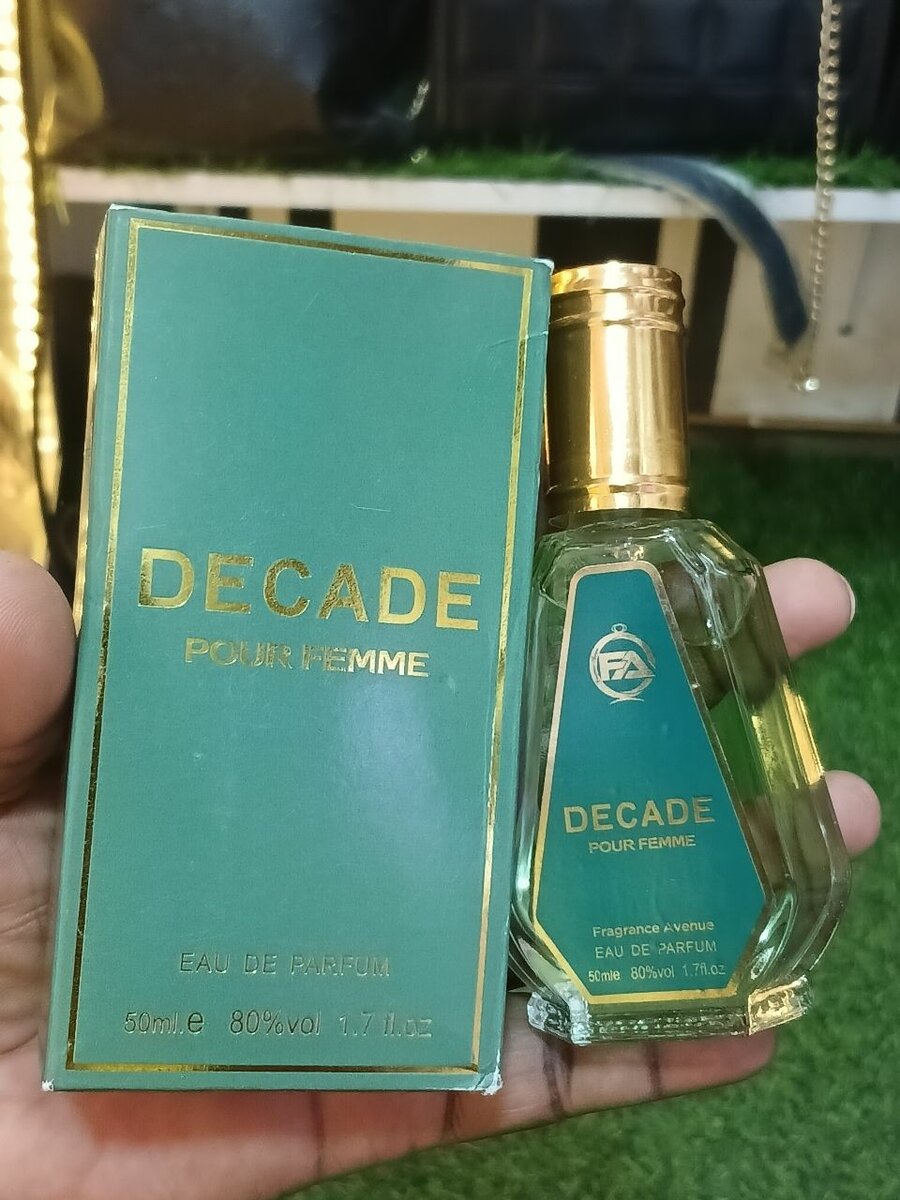 DECADE
POUR FEMME
EAU DE PARFUM
50ml.e 80%vol 1.7 fl.oz
FA
DECADE
POUR FEMME
Fragrance Avenue
EAU DE PARFUM
50mle 80%vol 1.7fl.oz